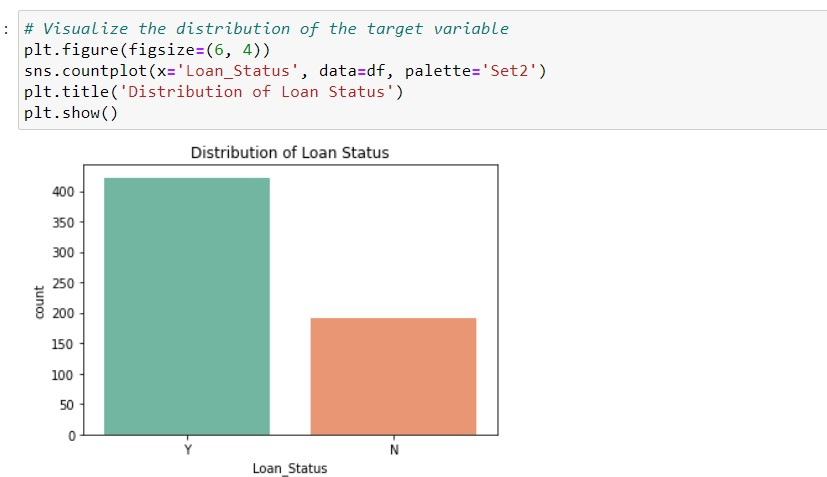 : # Visualize the distribution of the target variable
plt.figure(figsize=(6, 4))
sns.countplot(x='Loan_Status', data=df, palette='Set2')
plt.title('Distribution of Loan Status')
plt.show()
Distribution of Loan Status
400
350
300
250
200
150
100
50
0
count
Y
N
Loan_Status